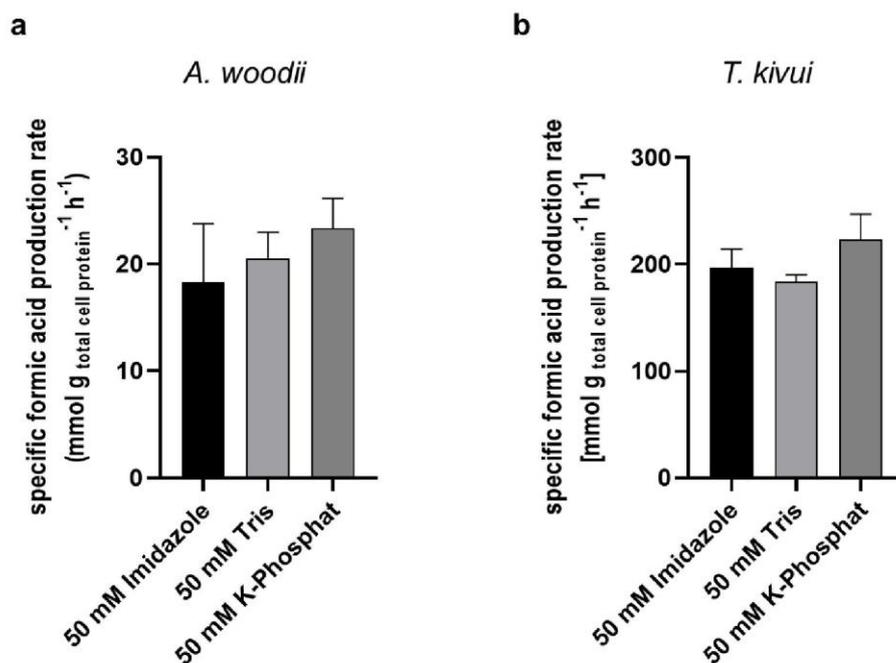 a
A. woodii
specific formic acid production rate
(mmol g total cell protein-1 h-1)
30
20
10
0
50 mM Imidazole
50 mM Tris
50 mM K-Phosphat
b
T. kivui
specific formic acid production rate
[mmol g total cell protein-1 h-1]
300
200
100
0
50 mM Imidazole
50 mM Tris
50 mM K-Phosphat